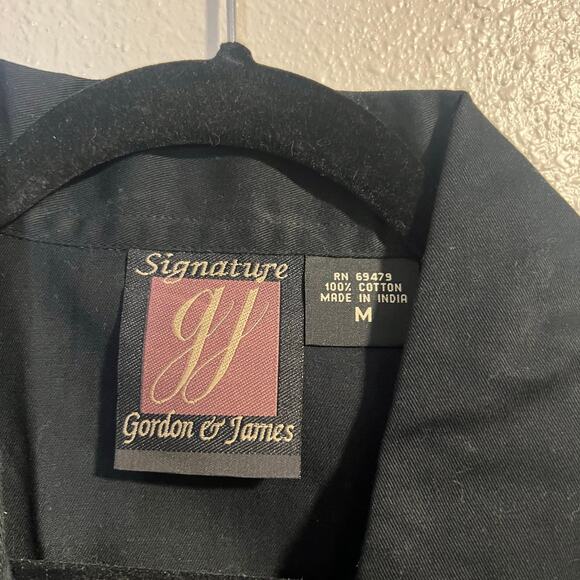 Signature
gj
Gordon & James
RN 69479
100% COTTON
MADE IN INDIA
M